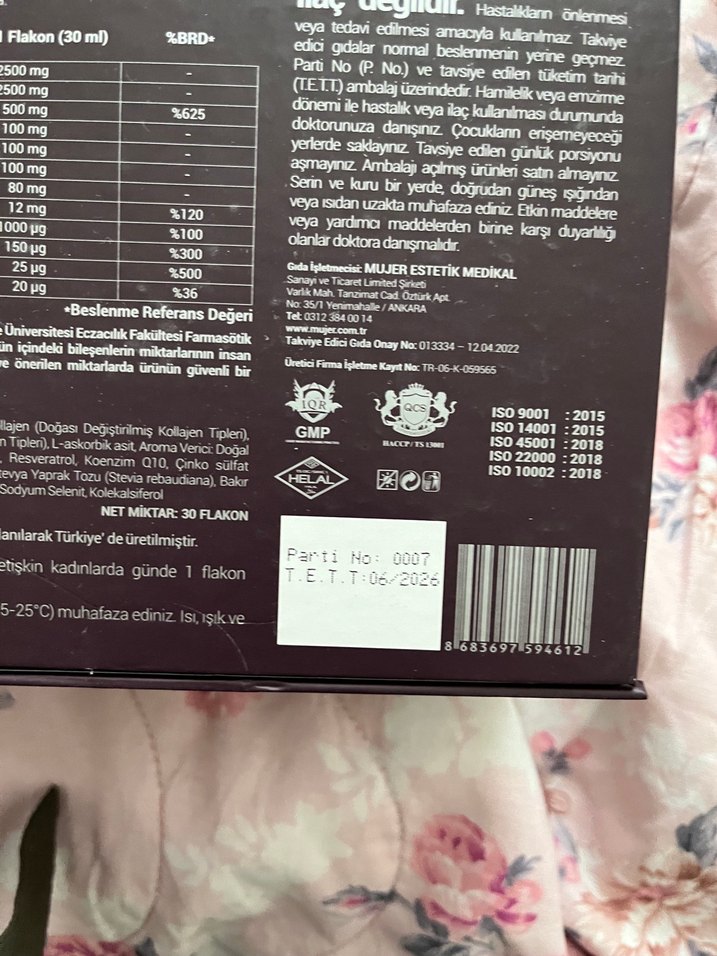 ilaç değildir. Hastalıkların önlenmesi
veya tedavi edilmesi amacıyla kullanılmaz. Takviye
edici gıdalar normal beslenmenin yerine geçmez.
Parti No (P. No.) ve tavsiye edilen tüketim tarihi
(T.E.T.T.) ambalaj üzerindedir. Hamilelik veya emzirme
dönemi ile hastalık veya ilaç kullanılması durumunda
doktorunuza danışınız. Çocukların erişemeyeceği
yerlerde saklayınız. Tavsiye edilen günlük porsiyonu
aşmayınız. Ambalajı açılmış ürünleri satın almayınız.
Serin ve kuru bir yerde, doğrudan güneş ışığından
veya ısıdan uzakta muhafaza ediniz. Etkin maddelere
veya yardımcı maddelerden birine karşı duyarlılığı
olanlar doktora danışmalıdır.
1 Flakon (30 ml) %BRD*
2500 mg -
2500 mg -
500 mg %625
100 mg -
100 mg -
100 mg -
80 mg -
12 mg %120
1000 µg %100
150 µg %300
25 µg %500
20 µg %36
*Beslenme Referans Değeri
Üniversitesi Eczacılık Fakültesi Farmasötik
ün içindeki bileşenlerin miktarlarının insan
ve önerilen miktarlarda ürünün güvenli bir
Gıda İşletmecisi: MUJER ESTETİK MEDİKAL
Sanayi ve Ticaret Limited Şirketi
Varlık Mah. Tanzimat Cad. Öztürk Apt.
No: 35/1 Yenimahalle / ANKARA
Tel: 0312 384 00 14
www.mujer.com.tr
Takviye Edici Gıda Onay No: 013334 – 12.04.2022
Üretici Firma İşletme Kayıt No: TR-06-K-059565
IQR
GMP
QCS
HACCP/ TS 13001
HELAL
ISO 9001 : 2015
ISO 14001 : 2015
ISO 45001 : 2018
ISO 22000 : 2018
ISO 10002 : 2018
llajen (Doğası Değiştirilmiş Kollajen Tipleri),
n Tipleri), L-askorbik asit, Aroma Verici: Doğal
, Resveratrol, Koenzim Q10, Çinko sülfat
tevya Yaprak Tozu (Stevia rebaudiana), Bakır
Sodyum Selenit, Kolekalsiferol
NET MİKTAR: 30 FLAKON
lanılarak Türkiye' de üretilmiştir.
etişkin kadınlarda günde 1 flakon
5-25°C) muhafaza ediniz. Isı, ışık ve
Parti No: 0007
T.E.T.T:06/2026
8 683697 594612